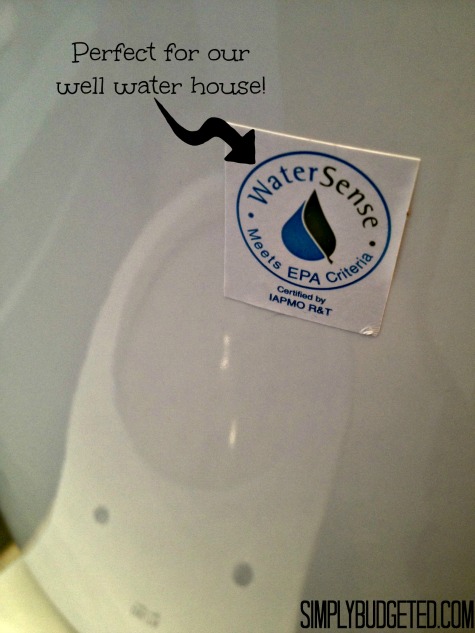 Perfect for our
well water house!
WaterSense
Meets EPA Criteria
Certified by
IAPMO R&T
SIMPLYBUDGETED.COM